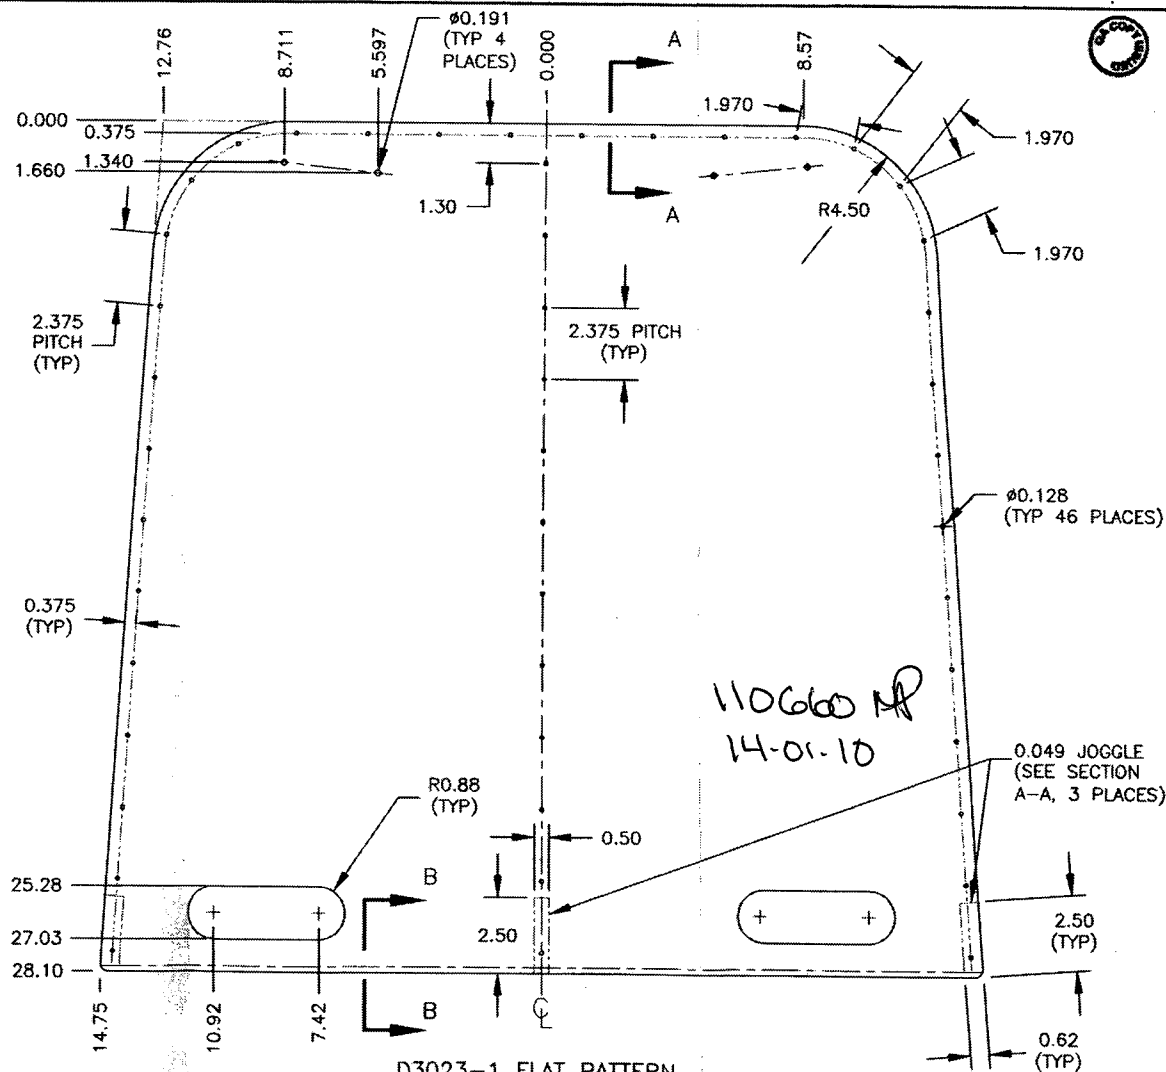 ø0.191
(TYP 4
PLACES)
12.76
8.711
5.597
0.000
A
8.57
0.000
0.375
1.340
1.660
1.970
1.970
1.30
A
R4.50
1.970
2.375
PITCH
(TYP)
2.375 PITCH
(TYP)
ø0.128
(TYP 46 PLACES)
0.375
(TYP)
110660 MP
14-01-10
0.049 JOGGLE
(SEE SECTION
A-A, 3 PLACES)
R0.88
(TYP)
0.50
25.28
27.03
28.10
B
2.50
2.50
(TYP)
14.75
10.92
7.42
B
CL
0.62
(TYP)
D3023-1 FLAT PATTERN